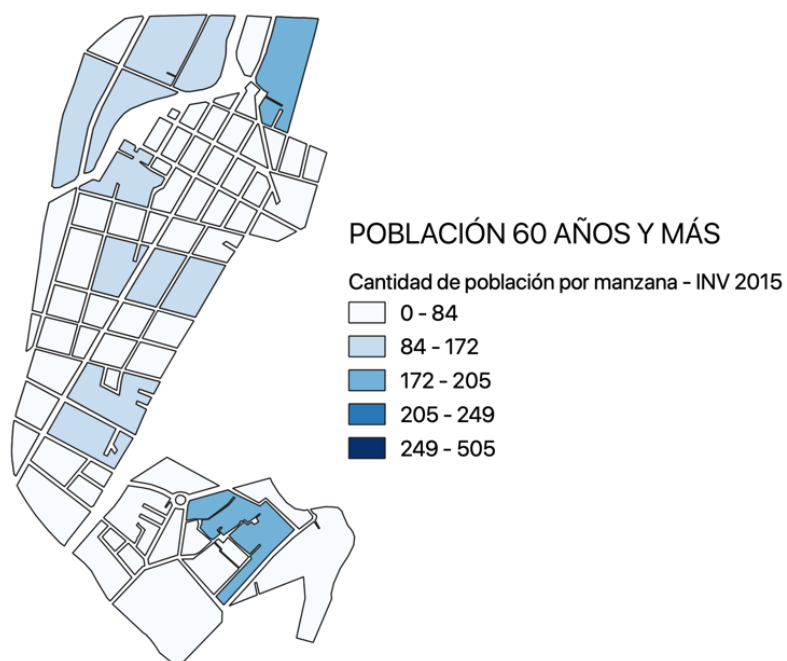 POBLACIÓN 60 AÑOS Y MÁS
Cantidad de población por manzana - INV 2015
0 - 84
84 - 172
172 - 205
205 - 249
249 - 505